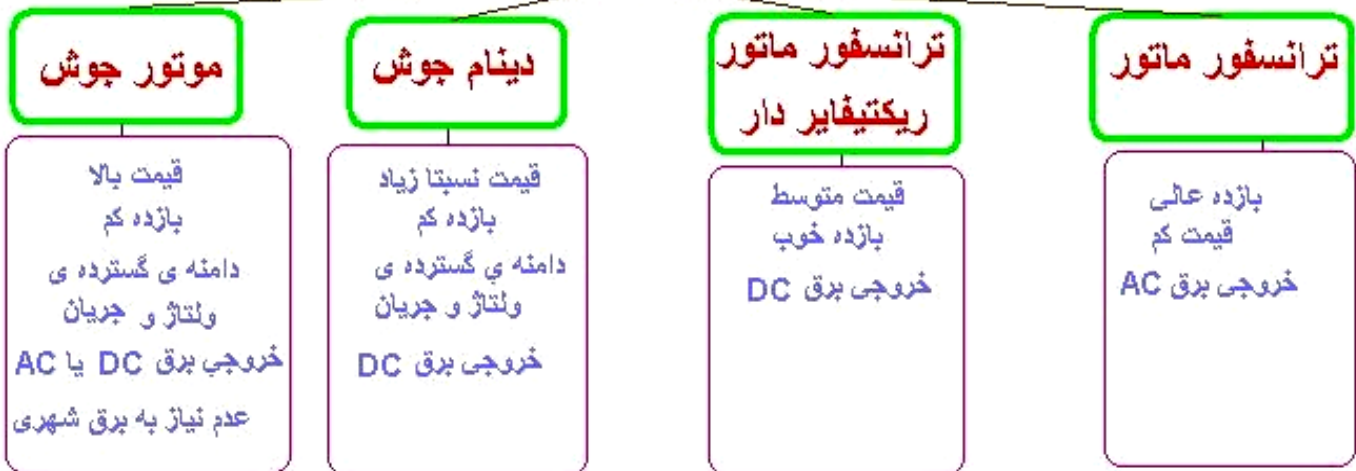 ترانسفور ماتور
بازده عالی
قیمت کم
خروجی برق AC
ترانسفور ماتور
ریکتیفایر دار
قیمت متوسط
بازده خوب
خروجی برق DC
دینام جوش
قیمت نسبتا زیاد
بازده کم
دامنه ي گسترده ی
ولتاژ و جریان
خروجی برق DC
موتور جوش
قیمت بالا
بازده کم
دامنه ی گسترده ی
ولتاژ و جریان
خروجي برق DC یا AC
عدم نیاز به برق شهری